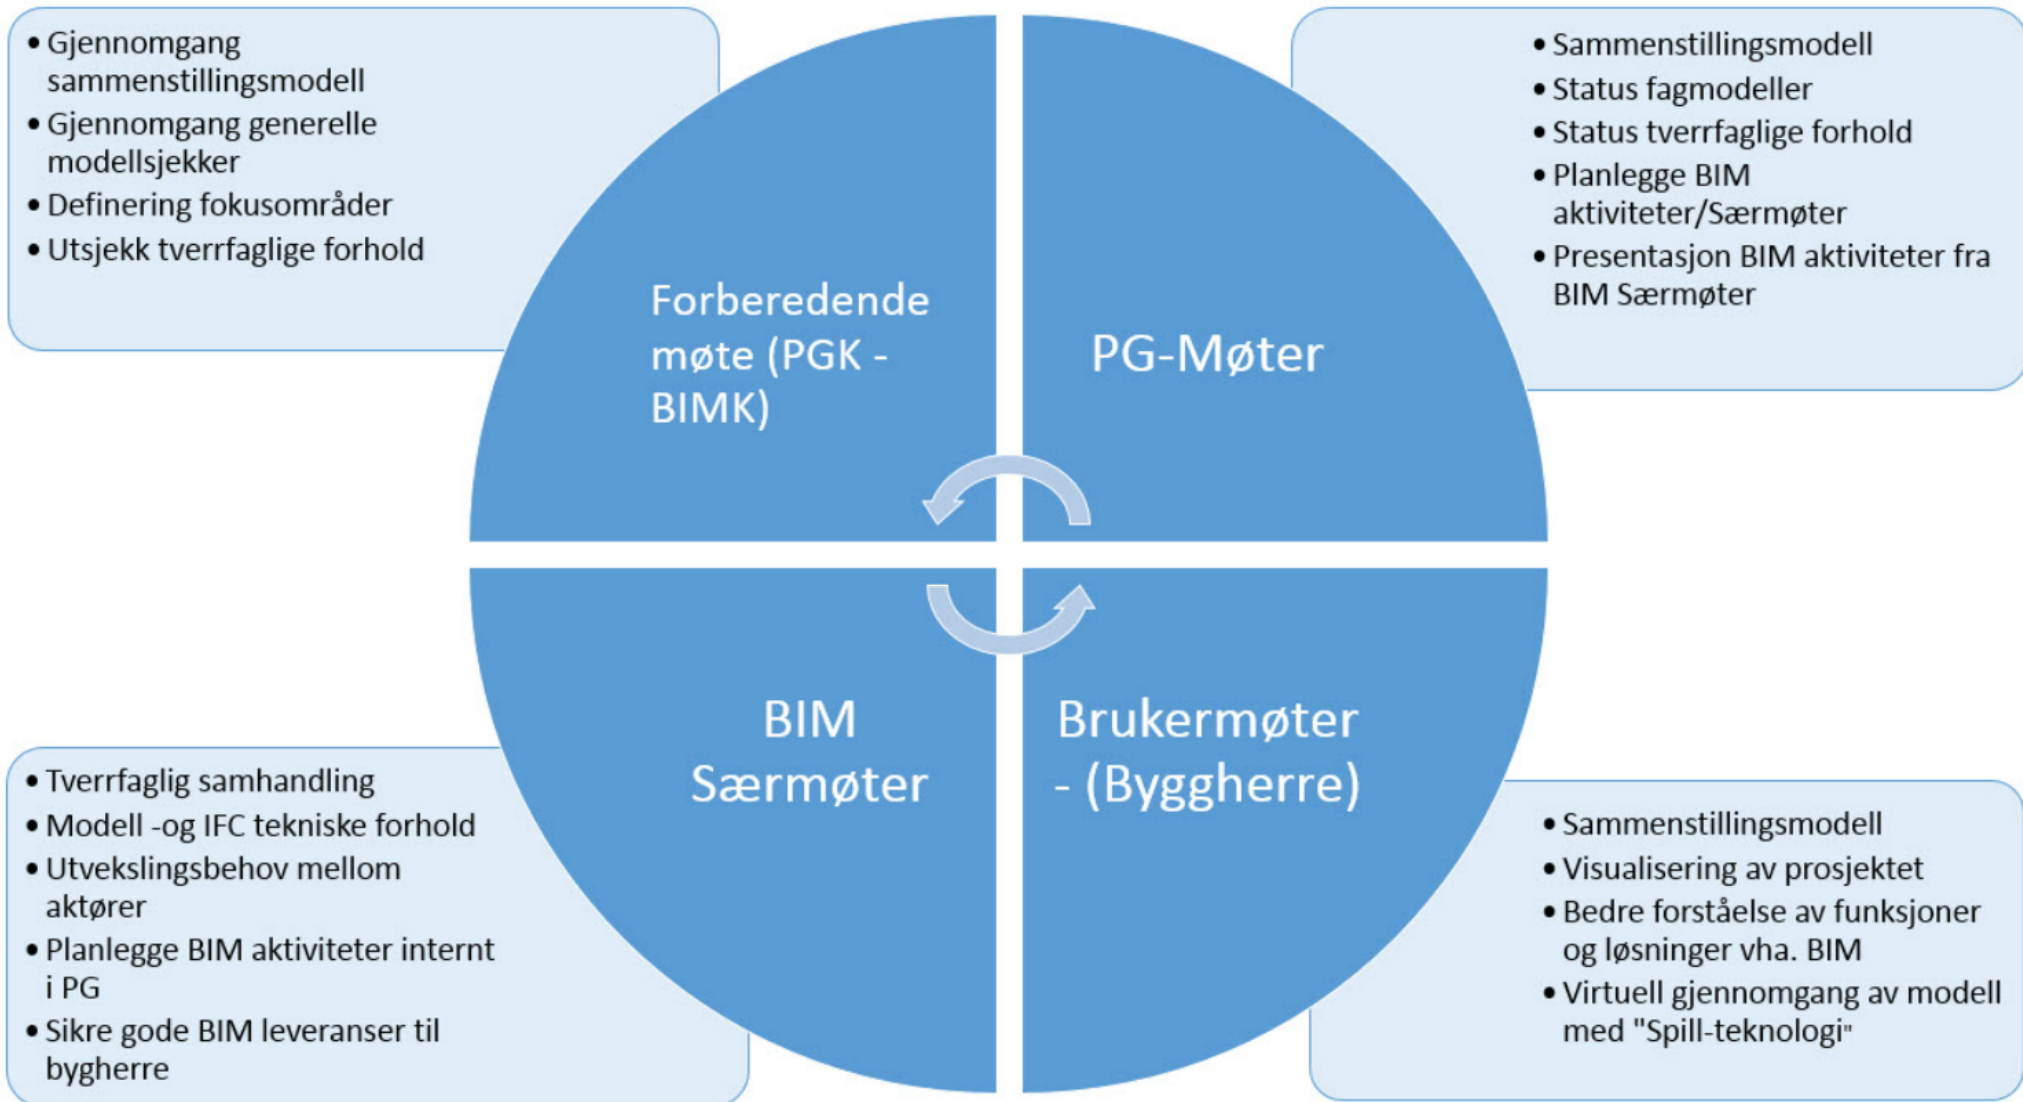 • Gjennomgang
sammenstillingsmodell
• Gjennomgang generelle
modellsjekker
• Definering fokusområder
• Utsjekk tverrfaglige forhold
Forberedende
møte (PGK -
BIMK)
PG-Møter
• Sammenstillingsmodell
• Status fagmodeller
• Status tverrfaglige forhold
• Planlegge BIM
aktiviteter/Særmøter
• Presentasjon BIM aktiviteter fra
BIM Særmøter
• Tverrfaglig samhandling
• Modell -og IFC tekniske forhold
• Utvekslingsbehov mellom
aktører
• Planlegge BIM aktiviteter internt
i PG
• Sikre gode BIM leveranser til
bygherre
BIM
Særmøter
Brukermøter
- (Byggherre)
• Sammenstillingsmodell
• Visualisering av prosjektet
• Bedre forståelse av funksjoner
og løsninger vha. BIM
• Virtuell gjennomgang av modell
med "Spill-teknologi"